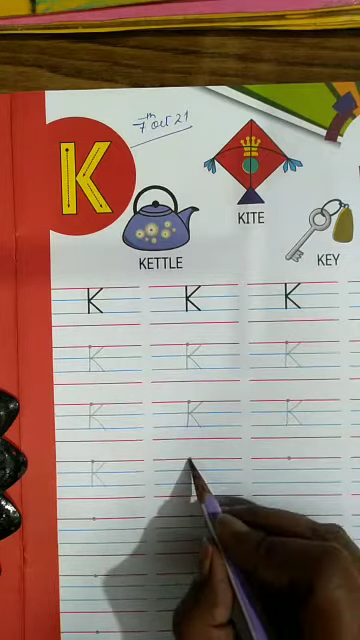 7th Oct 21
K
KITE
KETTLE
KEY
K K K
K K K
K K K
K